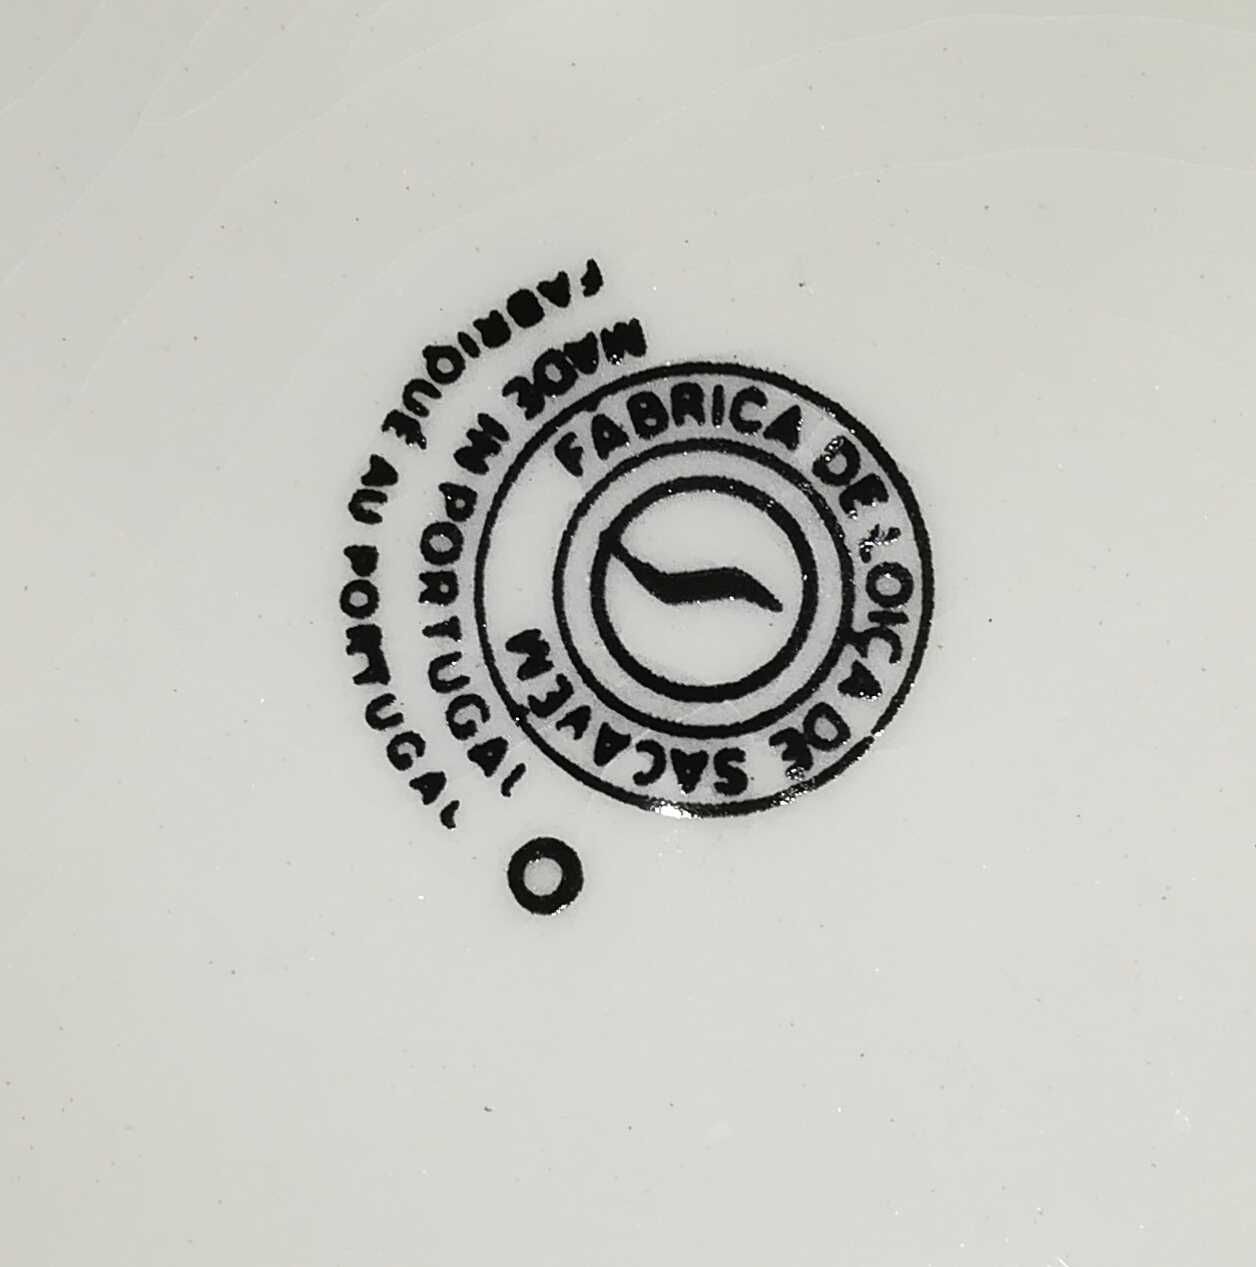 FABRICA DE LOIÇA DE SACAVEM
MADE IN PORTUGAL
FABRIQUÉ AU PORTUGAL